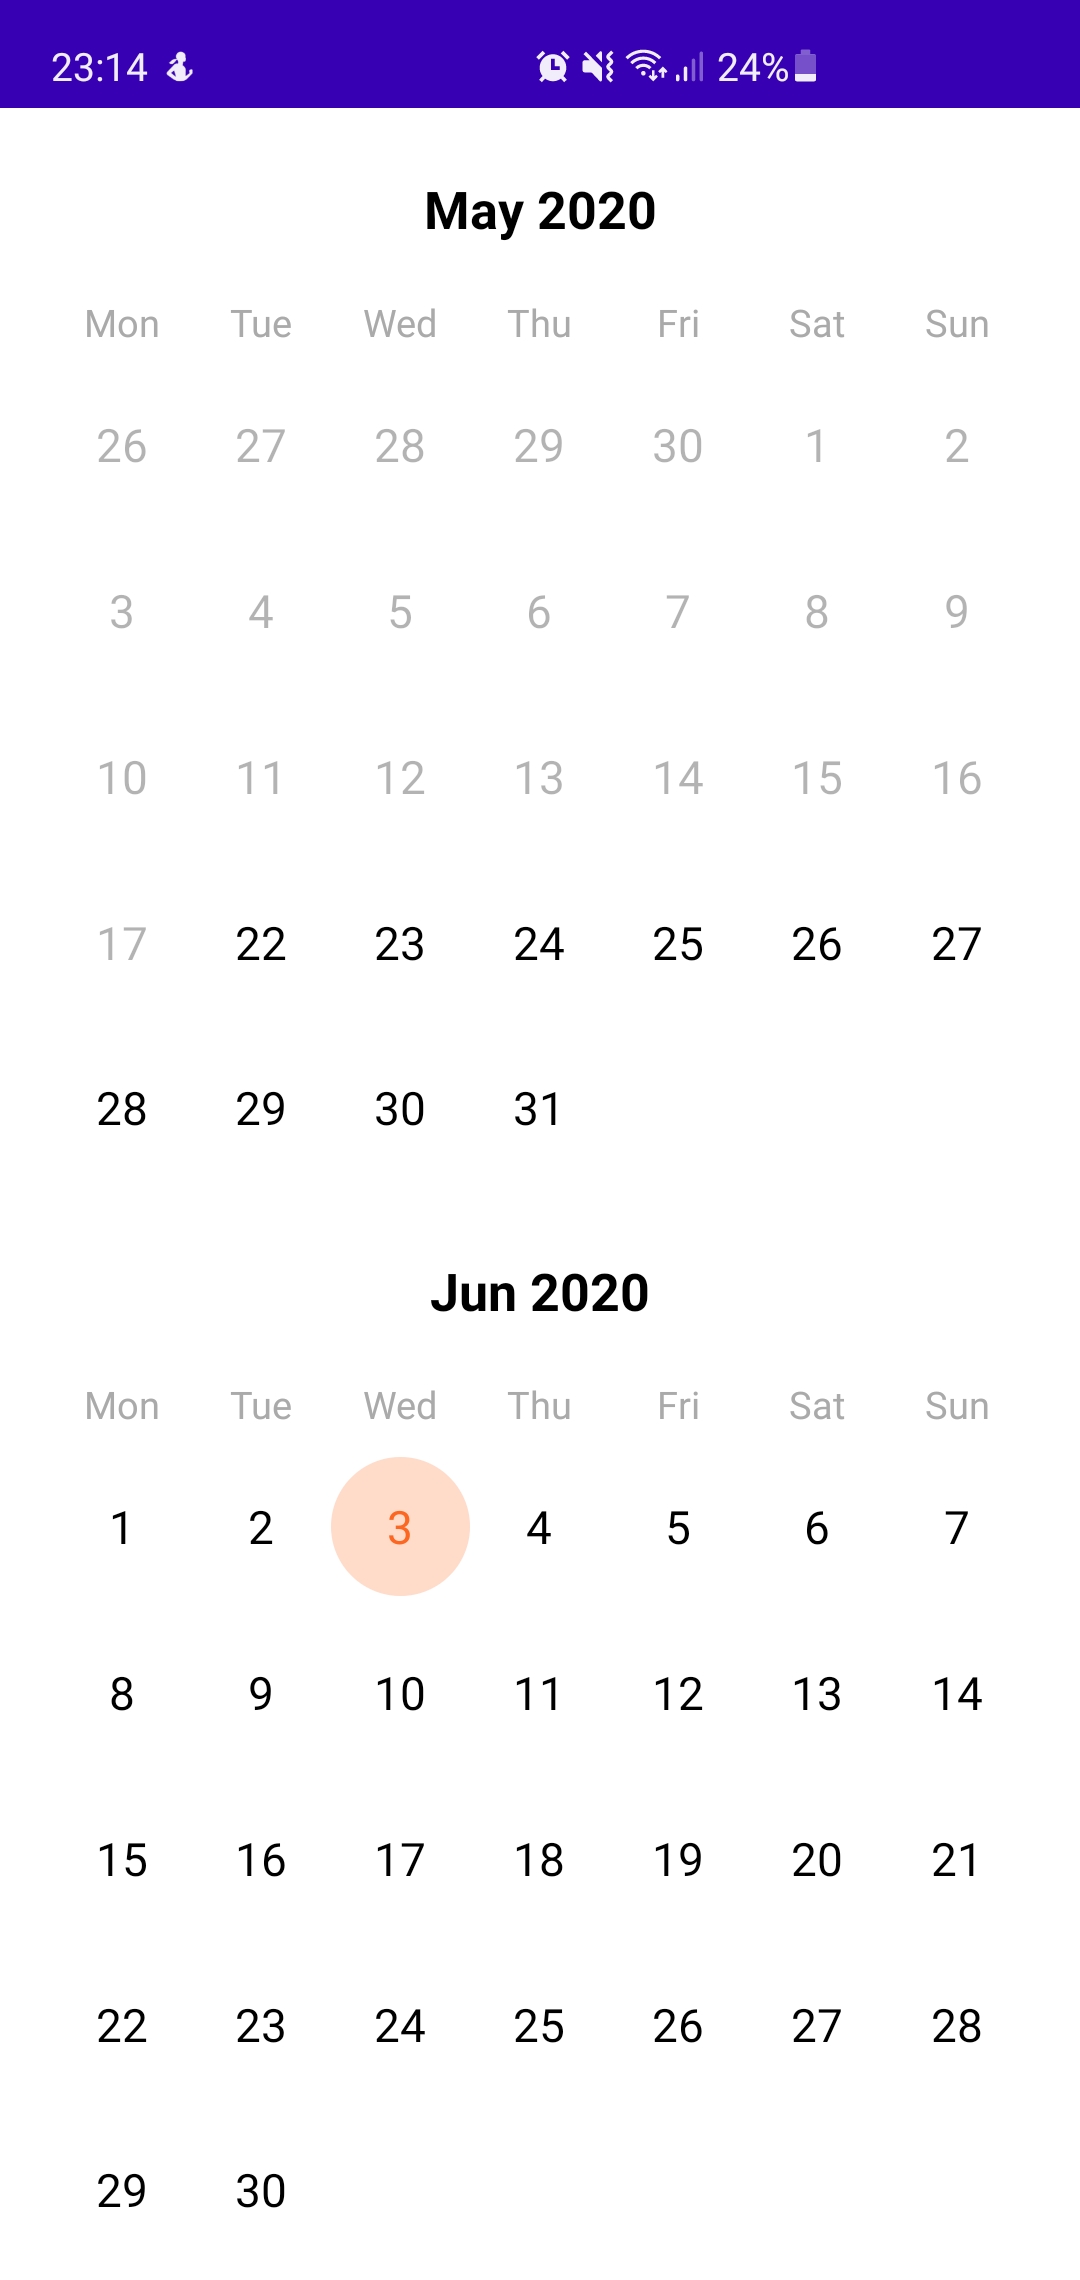 23:14 24%
May 2020
Mon Tue Wed Thu Fri Sat Sun
26 27 28 29 30 1 2
3 4 5 6 7 8 9
10 11 12 13 14 15 16
17 22 23 24 25 26 27
28 29 30 31
Jun 2020
Mon Tue Wed Thu Fri Sat Sun
1 2 3 4 5 6 7
8 9 10 11 12 13 14
15 16 17 18 19 20 21
22 23 24 25 26 27 28
29 30